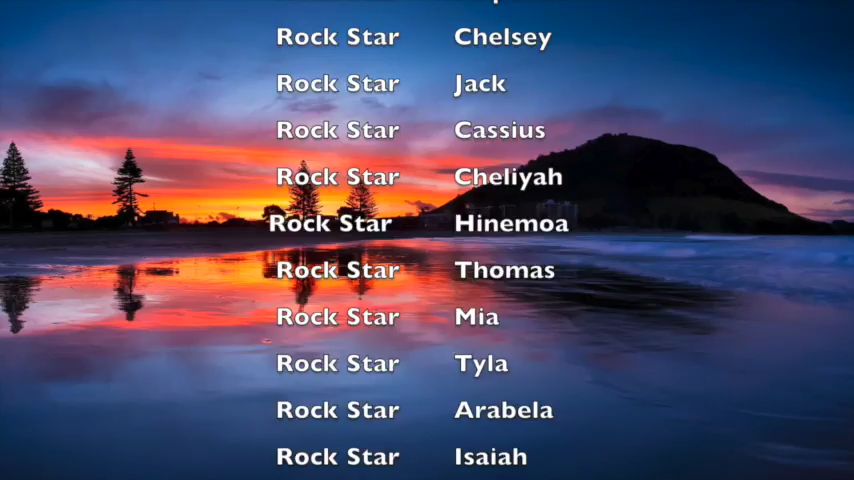 Rock Star Chelsey
Rock Star Jack
Rock Star Cassius
Rock Star Cheliyah
Rock Star Hinemoa
Rock Star Thomas
Rock Star Mia
Rock Star Tyla
Rock Star Arabela
Rock Star Isaiah